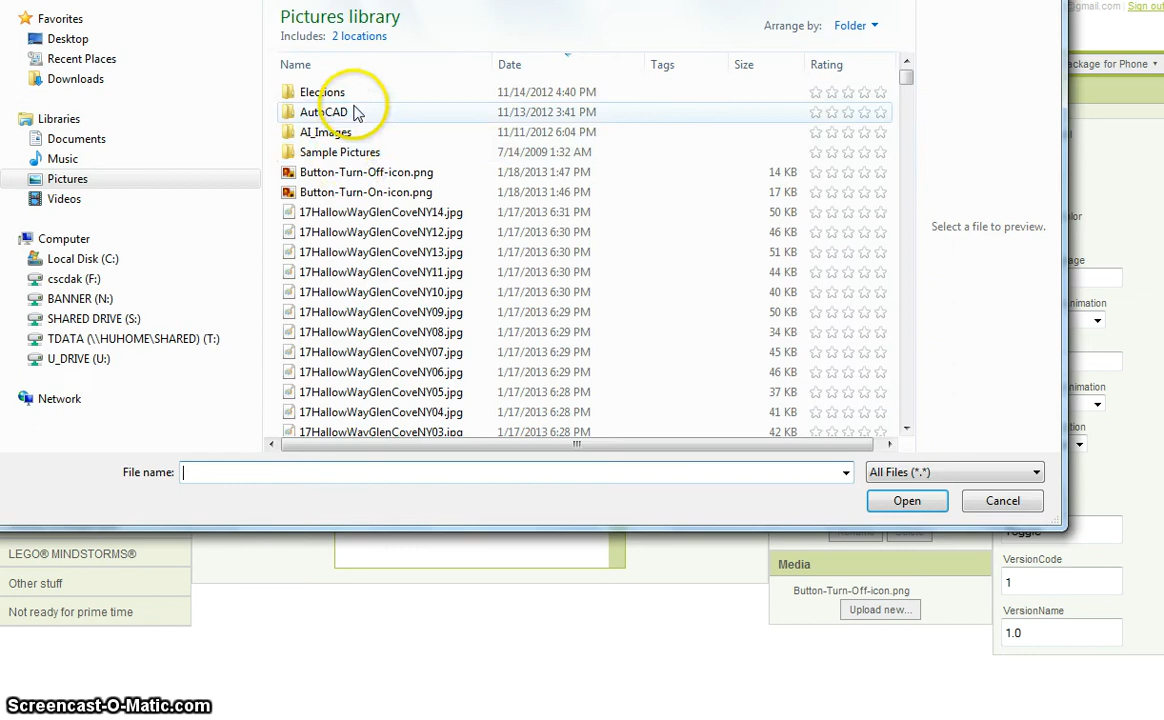 Favorites
Desktop
Recent Places
Downloads
Libraries
Documents
Music
Pictures
Videos
Computer
Local Disk (C:)
cscdak (F:)
BANNER (N:)
SHARED DRIVE (S:)
TDATA (\\HUHOME\SHARED) (T:)
U_DRIVE (U:)
Network
Pictures library
Includes: 2 locations
Arrange by: Folder
Name Date Tags Size Rating
Elections 11/14/2012 4:40 PM
AutoCAD 11/13/2012 3:41 PM
AI_Images 11/11/2012 6:04 PM
Sample Pictures 7/14/2009 1:32 AM
Button-Turn-Off-icon.png 1/18/2013 1:47 PM 14 KB
Button-Turn-On-icon.png 1/18/2013 1:46 PM 17 KB
17HallowWayGlenCoveNY14.jpg 1/17/2013 6:31 PM 50 KB
17HallowWayGlenCoveNY12.jpg 1/17/2013 6:30 PM 46 KB
17HallowWayGlenCoveNY13.jpg 1/17/2013 6:30 PM 51 KB
17HallowWayGlenCoveNY11.jpg 1/17/2013 6:30 PM 44 KB
17HallowWayGlenCoveNY10.jpg 1/17/2013 6:30 PM 40 KB
17HallowWayGlenCoveNY09.jpg 1/17/2013 6:29 PM 50 KB
17HallowWayGlenCoveNY08.jpg 1/17/2013 6:29 PM 34 KB
17HallowWayGlenCoveNY07.jpg 1/17/2013 6:29 PM 45 KB
17HallowWayGlenCoveNY06.jpg 1/17/2013 6:29 PM 46 KB
17HallowWayGlenCoveNY05.jpg 1/17/2013 6:28 PM 37 KB
17HallowWayGlenCoveNY04.jpg 1/17/2013 6:28 PM 41 KB
17HallowWayGlenCoveNY03.jpg 1/17/2013 6:28 PM 42 KB
Select a file to preview.
File name:
All Files (*.*)
Open Cancel
@gmail.com | Sign out
ackage for Phone
olor
age
nimation
nimation
tion
LEGO® MINDSTORMS®
Other stuff
Not ready for prime time
Media
Button-Turn-Off-icon.png
Upload new...
Toggle
VersionCode
1
VersionName
1.0
Screencast-O-Matic.com